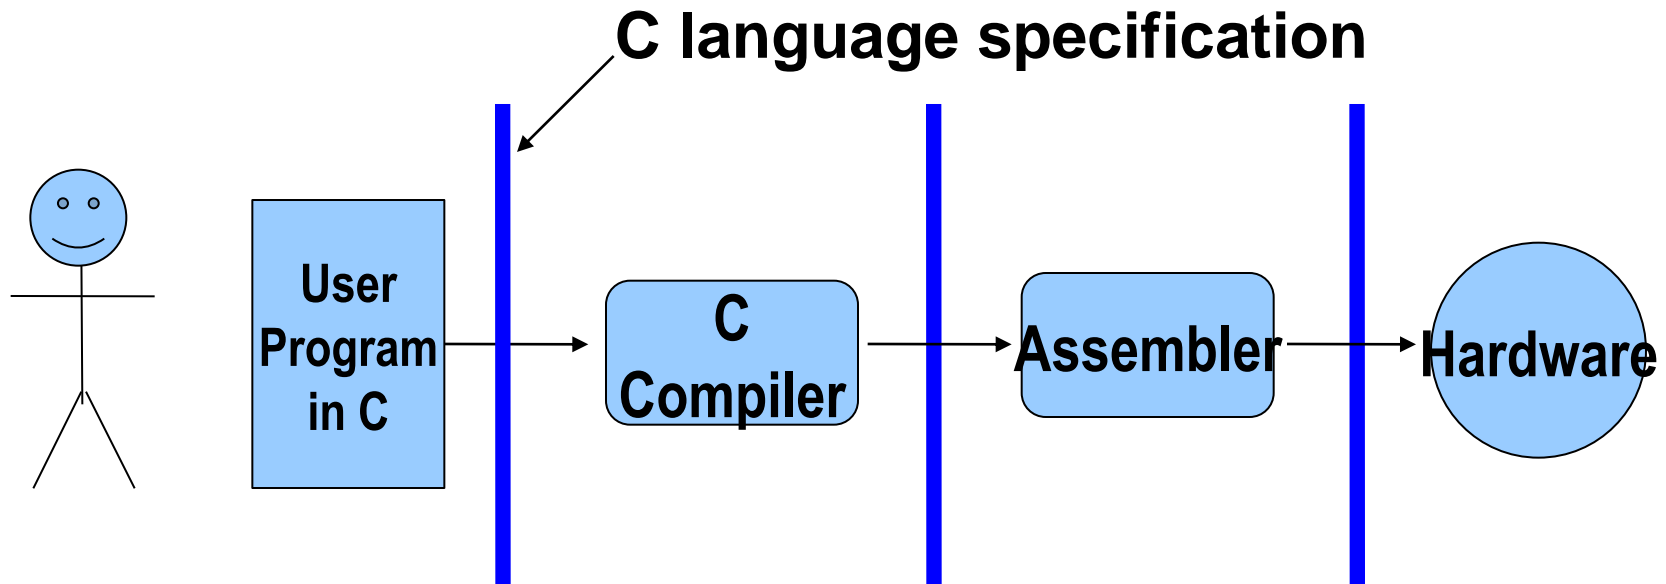 C language specification
User
Program
in C
C
Compiler
Assembler
Hardware